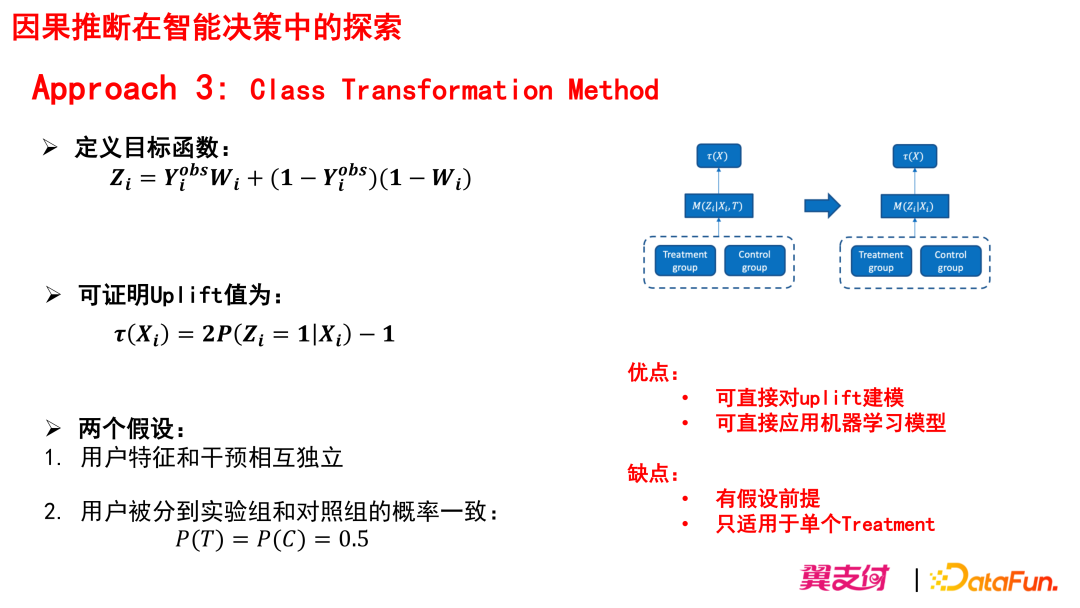 因果推断在智能决策中的探索
Approach 3: Class Transformation Method
➢ 定义目标函数：
Z_i = Y_i^{obs}W_i + (1 − Y_i^{obs})(1 − W_i)
➢ 可证明Uplift值为：
τ(X_i) = 2P(Z_i = 1|X_i) − 1
➢ 两个假设：
1. 用户特征和干预相互独立
2. 用户被分到实验组和对照组的概率一致：
P(T) = P(C) = 0.5
τ(X)
M(Z_i|X_i, T)
Treatment
group
Control
group
τ(X)
M(Z_i|X_i)
Treatment
group
Control
group
优点：
• 可直接对uplift建模
• 可直接应用机器学习模型
缺点：
• 有假设前提
• 只适用于单个Treatment
翼支付 | DataFun.